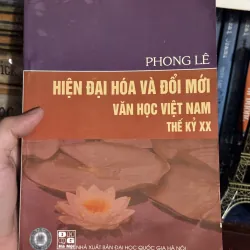 PHONG LÊ
HIỆN ĐẠI HÓA VÀ ĐỔI MỚI
VĂN HỌC VIỆT NAM
THẾ KỶ XX
NHÀ XUẤT BẢN ĐẠI HỌC QUỐC GIA HÀ NỘI